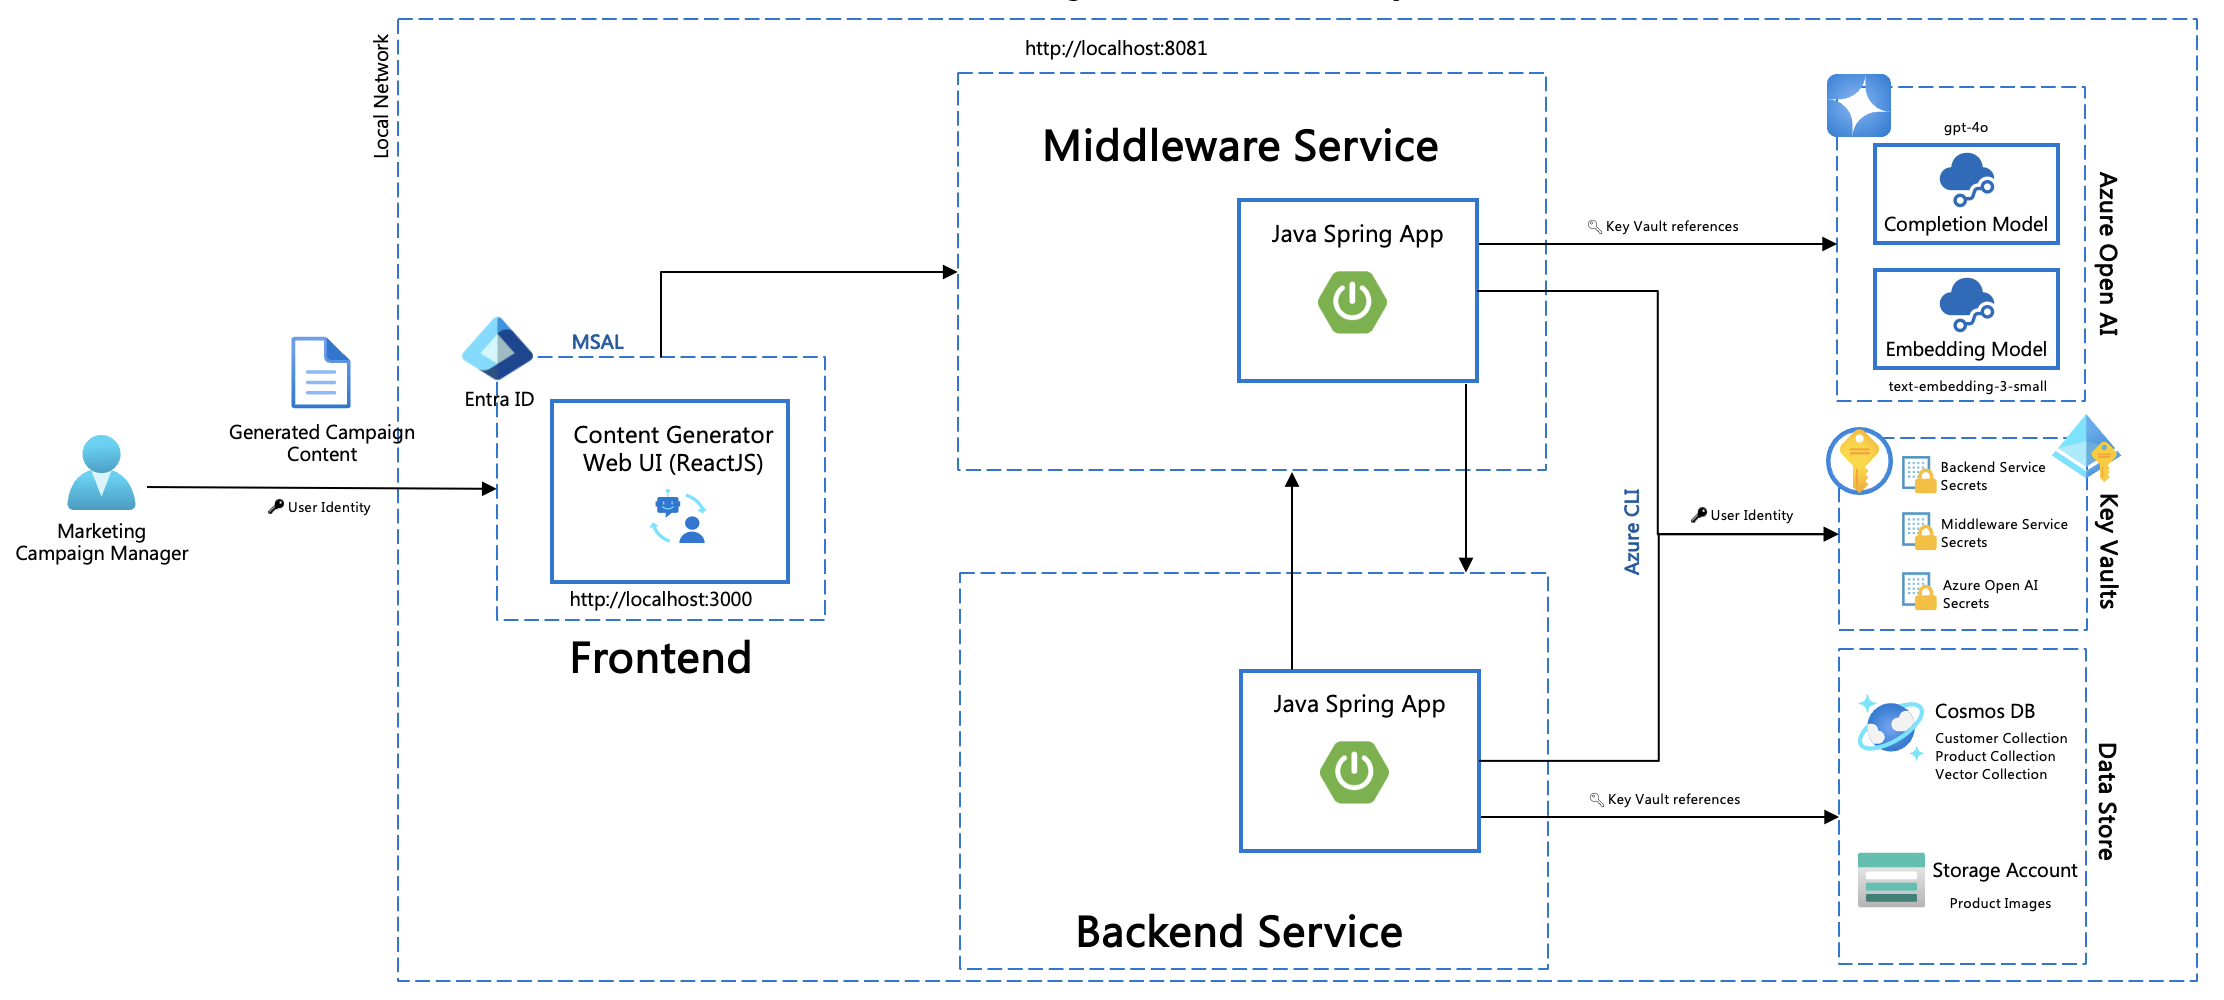 Local Network
http://localhost:8081
Middleware Service
Java Spring App
Key Vault references
gpt-4o
Completion Model
Embedding Model
text-embedding-3-small
Azure Open AI
MSAL
Entra ID
Content Generator
Web UI (ReactJS)
http://localhost:3000
Frontend
Generated Campaign
Content
User Identity
Marketing
Campaign Manager
Azure CLI
User Identity
Backend Service
Secrets
Middleware Service
Secrets
Azure Open AI
Secrets
Key Vaults
Java Spring App
Key Vault references
Backend Service
Cosmos DB
Customer Collection
Product Collection
Vector Collection
Storage Account
Product Images
Data Store